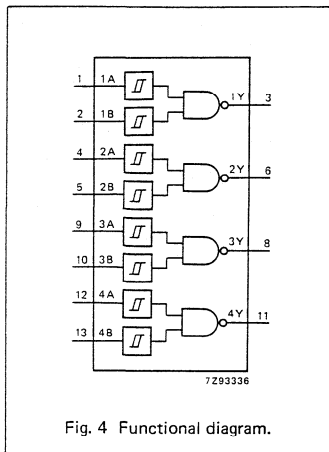 1 1A
1Y 3
2 1B
4 2A
2Y 6
5 2B
9 3A
3Y 8
10 3B
12 4A
4Y 11
13 4B
7Z93336
Fig. 4 Functional diagram.